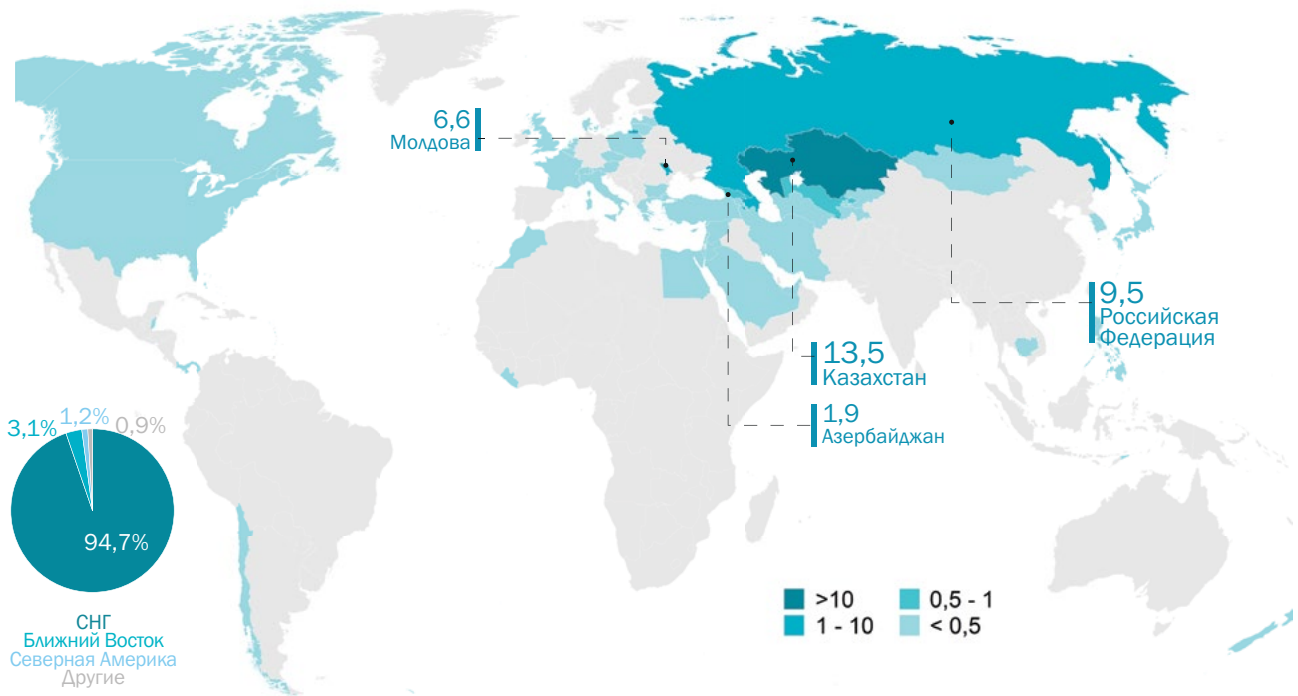 6,6
Молдова
9,5
Российская
Федерация
13,5
Казахстан
1,9
Азербайджан
3,1%
1,2%
0,9%
94,7%
СНГ
Ближний Восток
Северная Америка
Другие
>10
0,5 - 1
1 - 10
< 0,5